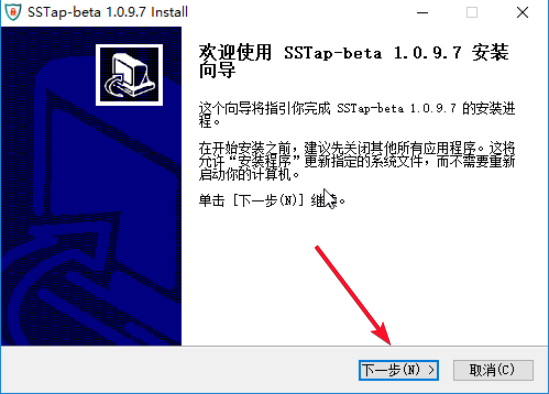 SSTap-beta 1.0.9.7 Install
欢迎使用 SSTap-beta 1.0.9.7 安装
向导
这个向导将指引你完成 SSTap-beta 1.0.9.7 的安装进
程。
在开始安装之前，建议先关闭其他所有应用程序。这将
允许“安装程序”更新指定的系统文件，而不需要重新
启动你的计算机。
单击 [下一步(N)] 继续。
下一步(N) >
取消(C)